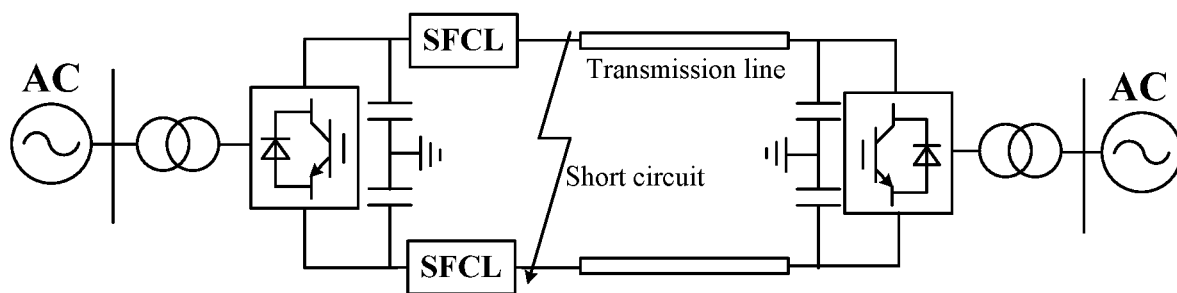 SFCL
AC
Transmission line
AC
Short circuit
SFCL